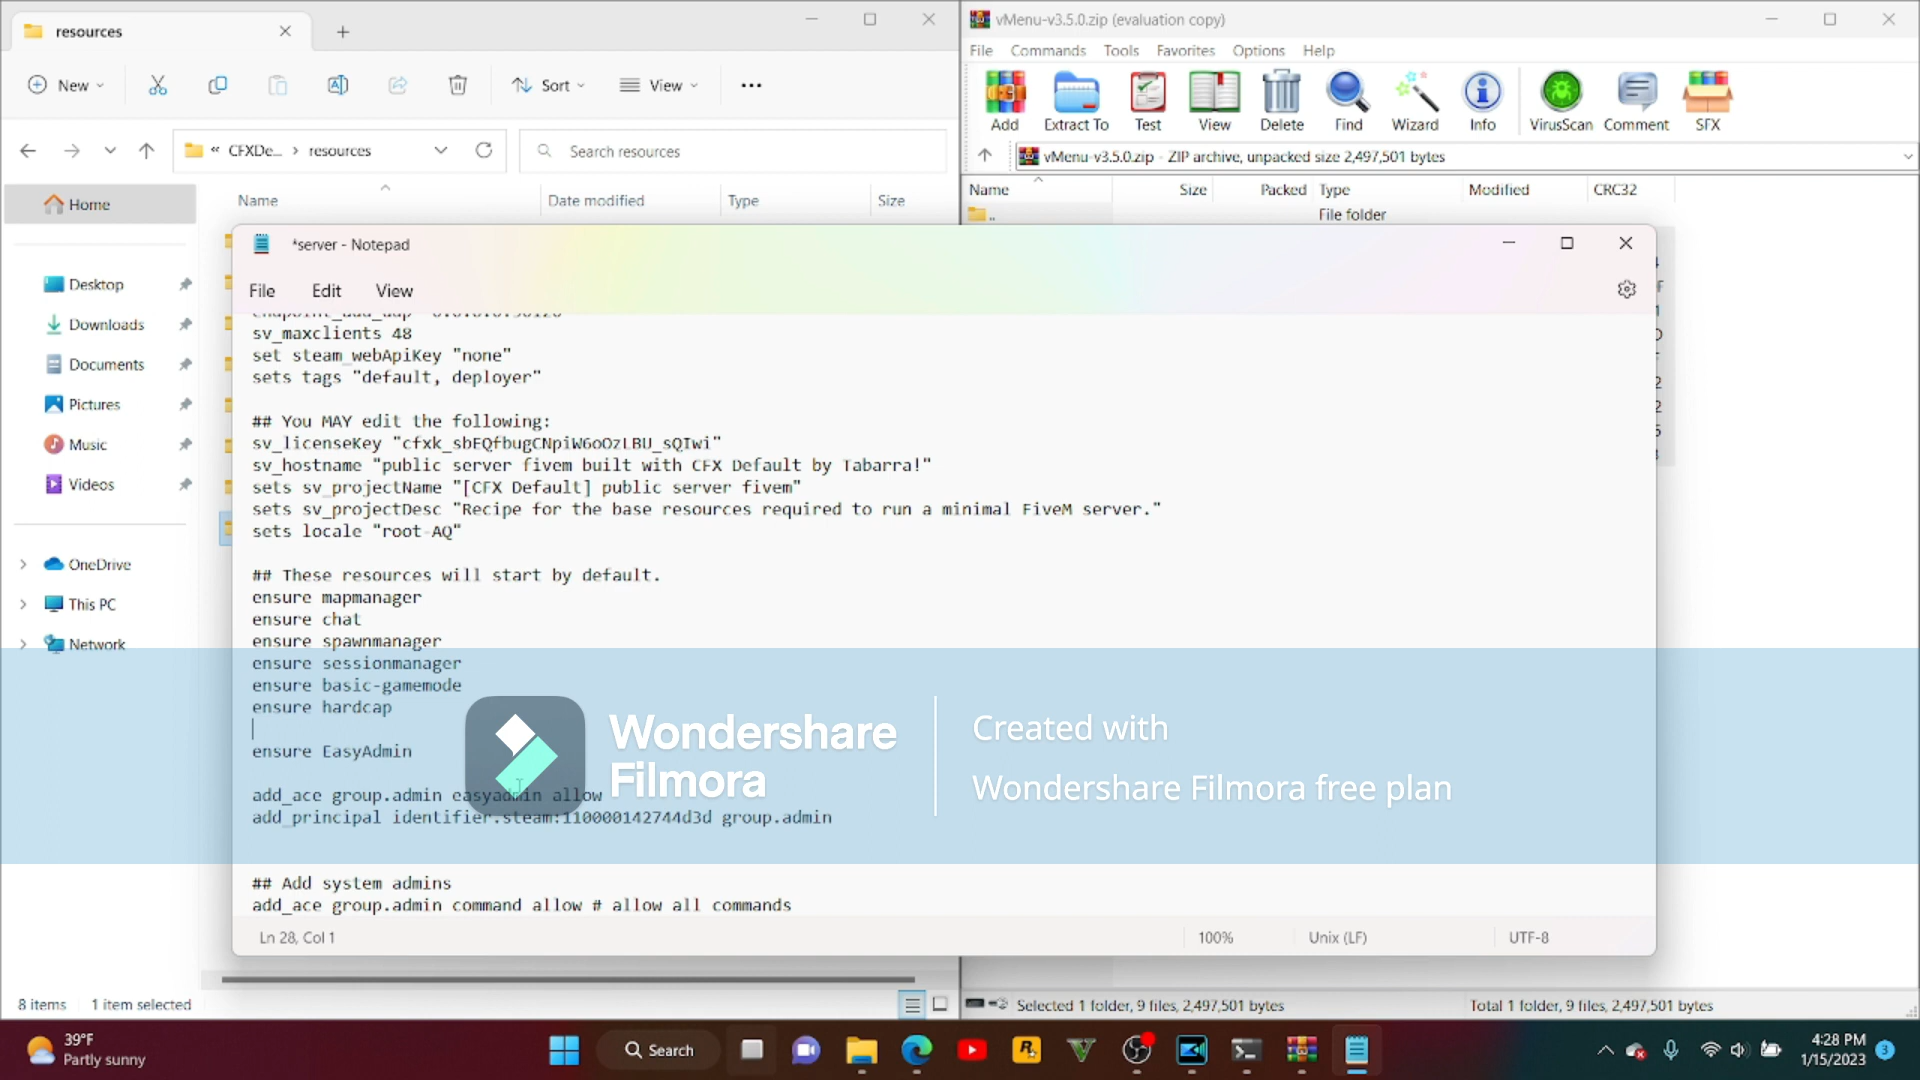 resources
vMenu-v3.5.0.zip (evaluation copy)
File Commands Tools Favorites Options Help
New Sort View
Add Extract To Test View Delete Find Wizard Info VirusScan Comment SFX
« CFXDe... > resources
Search resources
vMenu-v3.5.0.zip - ZIP archive, unpacked size 2,497,501 bytes
Name Date modified Type Size
Name Size Packed Type Modified CRC32
..
File folder
Home
Desktop
Downloads
Documents
Pictures
Music
Videos
OneDrive
This PC
Network
*server - Notepad
File Edit View
sv_maxclients 48
set steam_webApiKey "none"
sets tags "default, deployer"
## You MAY edit the following:
sv_licenseKey "cfxk_sbEQfbugCNpiW6oOzLBU_sQIwi"
sv_hostname "public server fivem built with CFX Default by Tabarra!"
sets sv_projectName "[CFX Default] public server fivem"
sets sv_projectDesc "Recipe for the base resources required to run a minimal FiveM server."
sets locale "root-AQ"
## These resources will start by default.
ensure mapmanager
ensure chat
ensure spawnmanager
ensure sessionmanager
ensure basic-gamemode
ensure hardcap
ensure EasyAdmin
add_ace group.admin easyadmin allow
add_principal identifier.steam:110000142744d3d group.admin
## Add system admins
add_ace group.admin command allow # allow all commands
Ln 28, Col 1
100%
Unix (LF)
UTF-8
Wondershare
Filmora
Created with
Wondershare Filmora free plan
8 items 1 item selected
Selected 1 folder, 9 files, 2,497,501 bytes
Total 1 folder, 9 files, 2,497,501 bytes
39°F
Partly sunny
Search
4:28 PM
1/15/2023
3